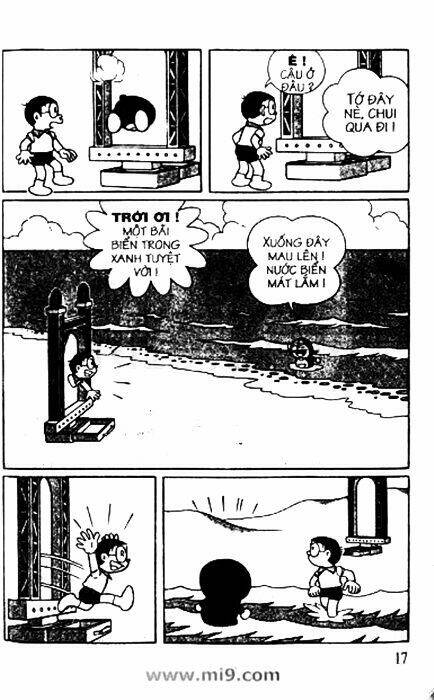 Ê !
CẬU Ở
ĐÂU ?
TỚ ĐÂY
NÈ, CHUI
QUA ĐI !
TRỜI ƠI !
MỘT BÃI
BIỂN TRONG
XANH TUYỆT
VỜI !
XUỐNG ĐÂY
MAU LÊN !
NƯỚC BIỂN
MÁT LẮM !
17
www.mi9.com